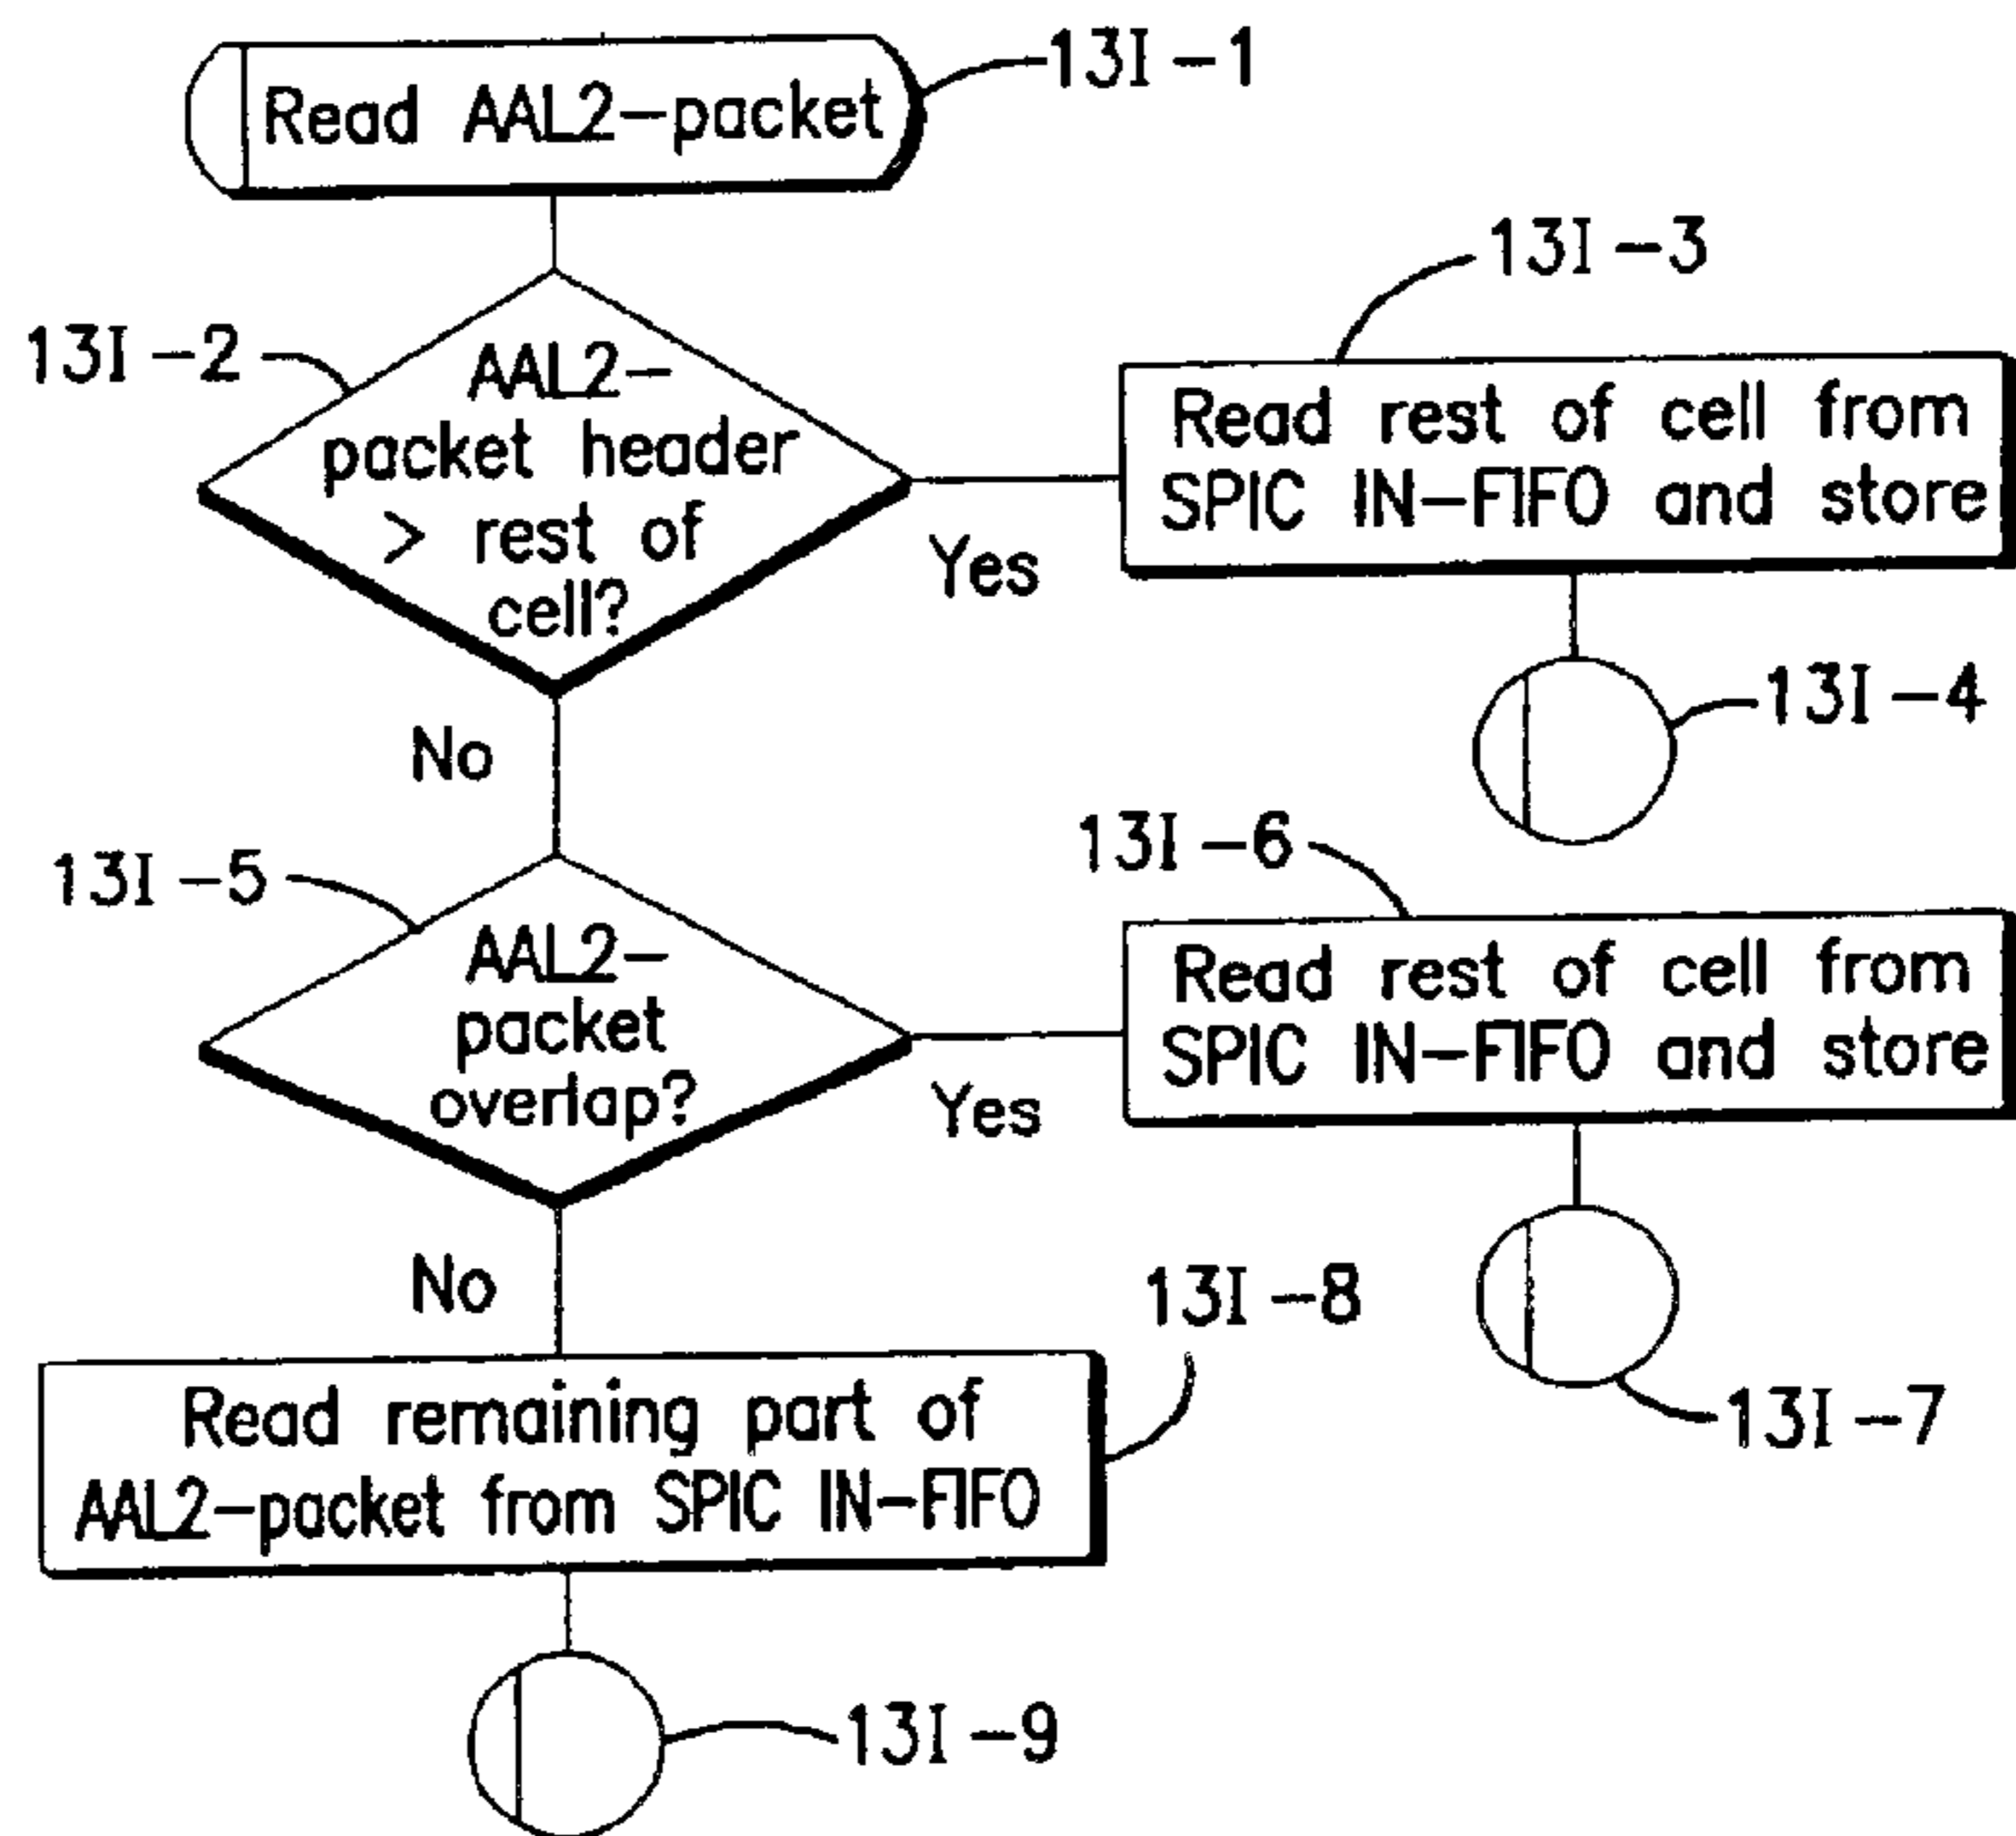 Read AAL2-packet
13I-1
13I-2
AAL2-
packet header
> rest of
cell?
Yes
13I-3
Read rest of cell from
SPIC IN-FIFO and store
13I-4
No
13I-5
AAL2-
packet
overlap?
Yes
13I-6
Read rest of cell from
SPIC IN-FIFO and store
13I-7
No
13I-8
Read remaining part of
AAL2-packet from SPIC IN-FIFO
13I-9